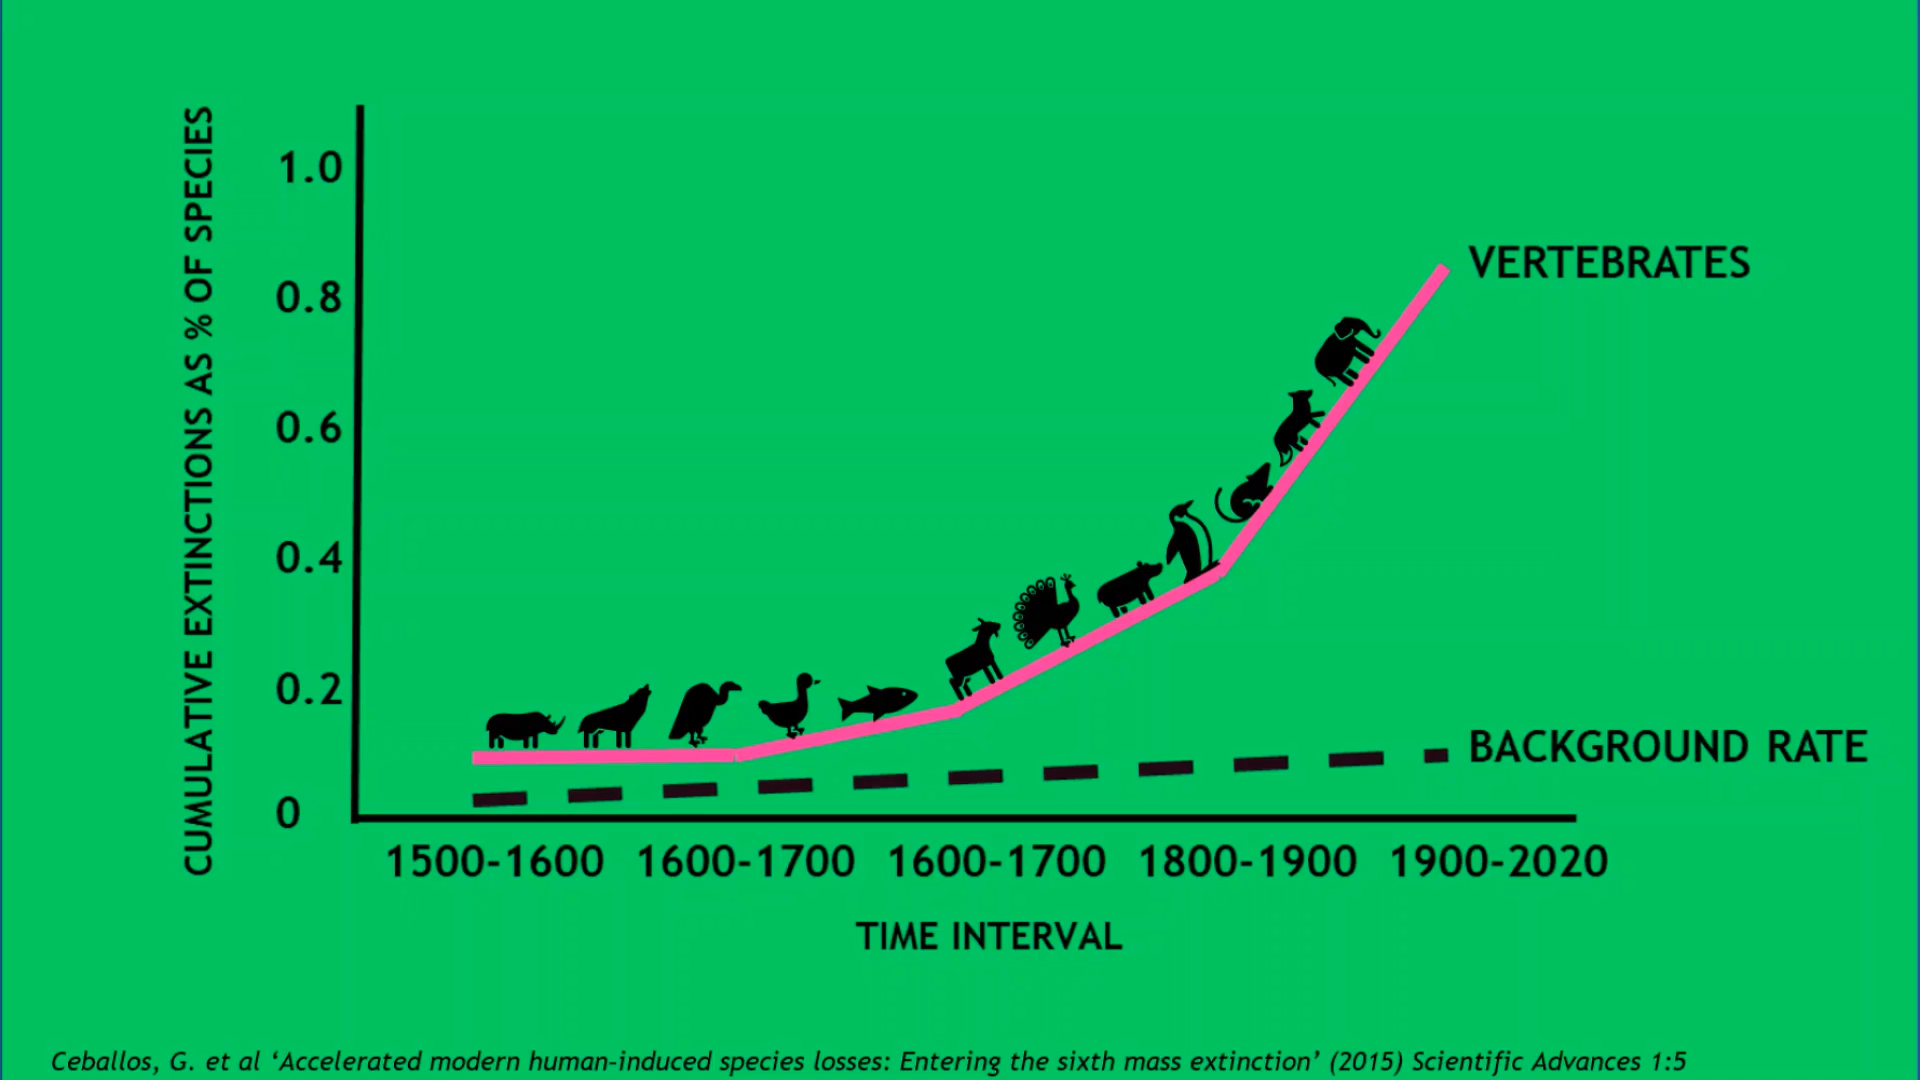 CUMULATIVE EXTINCTIONS AS % OF SPECIES
1.0
0.8
0.6
0.4
0.2
0
VERTEBRATES
BACKGROUND RATE
1500-1600 1600-1700 1600-1700 1800-1900 1900-2020
TIME INTERVAL
Ceballos, G. et al ‘Accelerated modern human-induced species losses: Entering the sixth mass extinction’ (2015) Scientific Advances 1:5